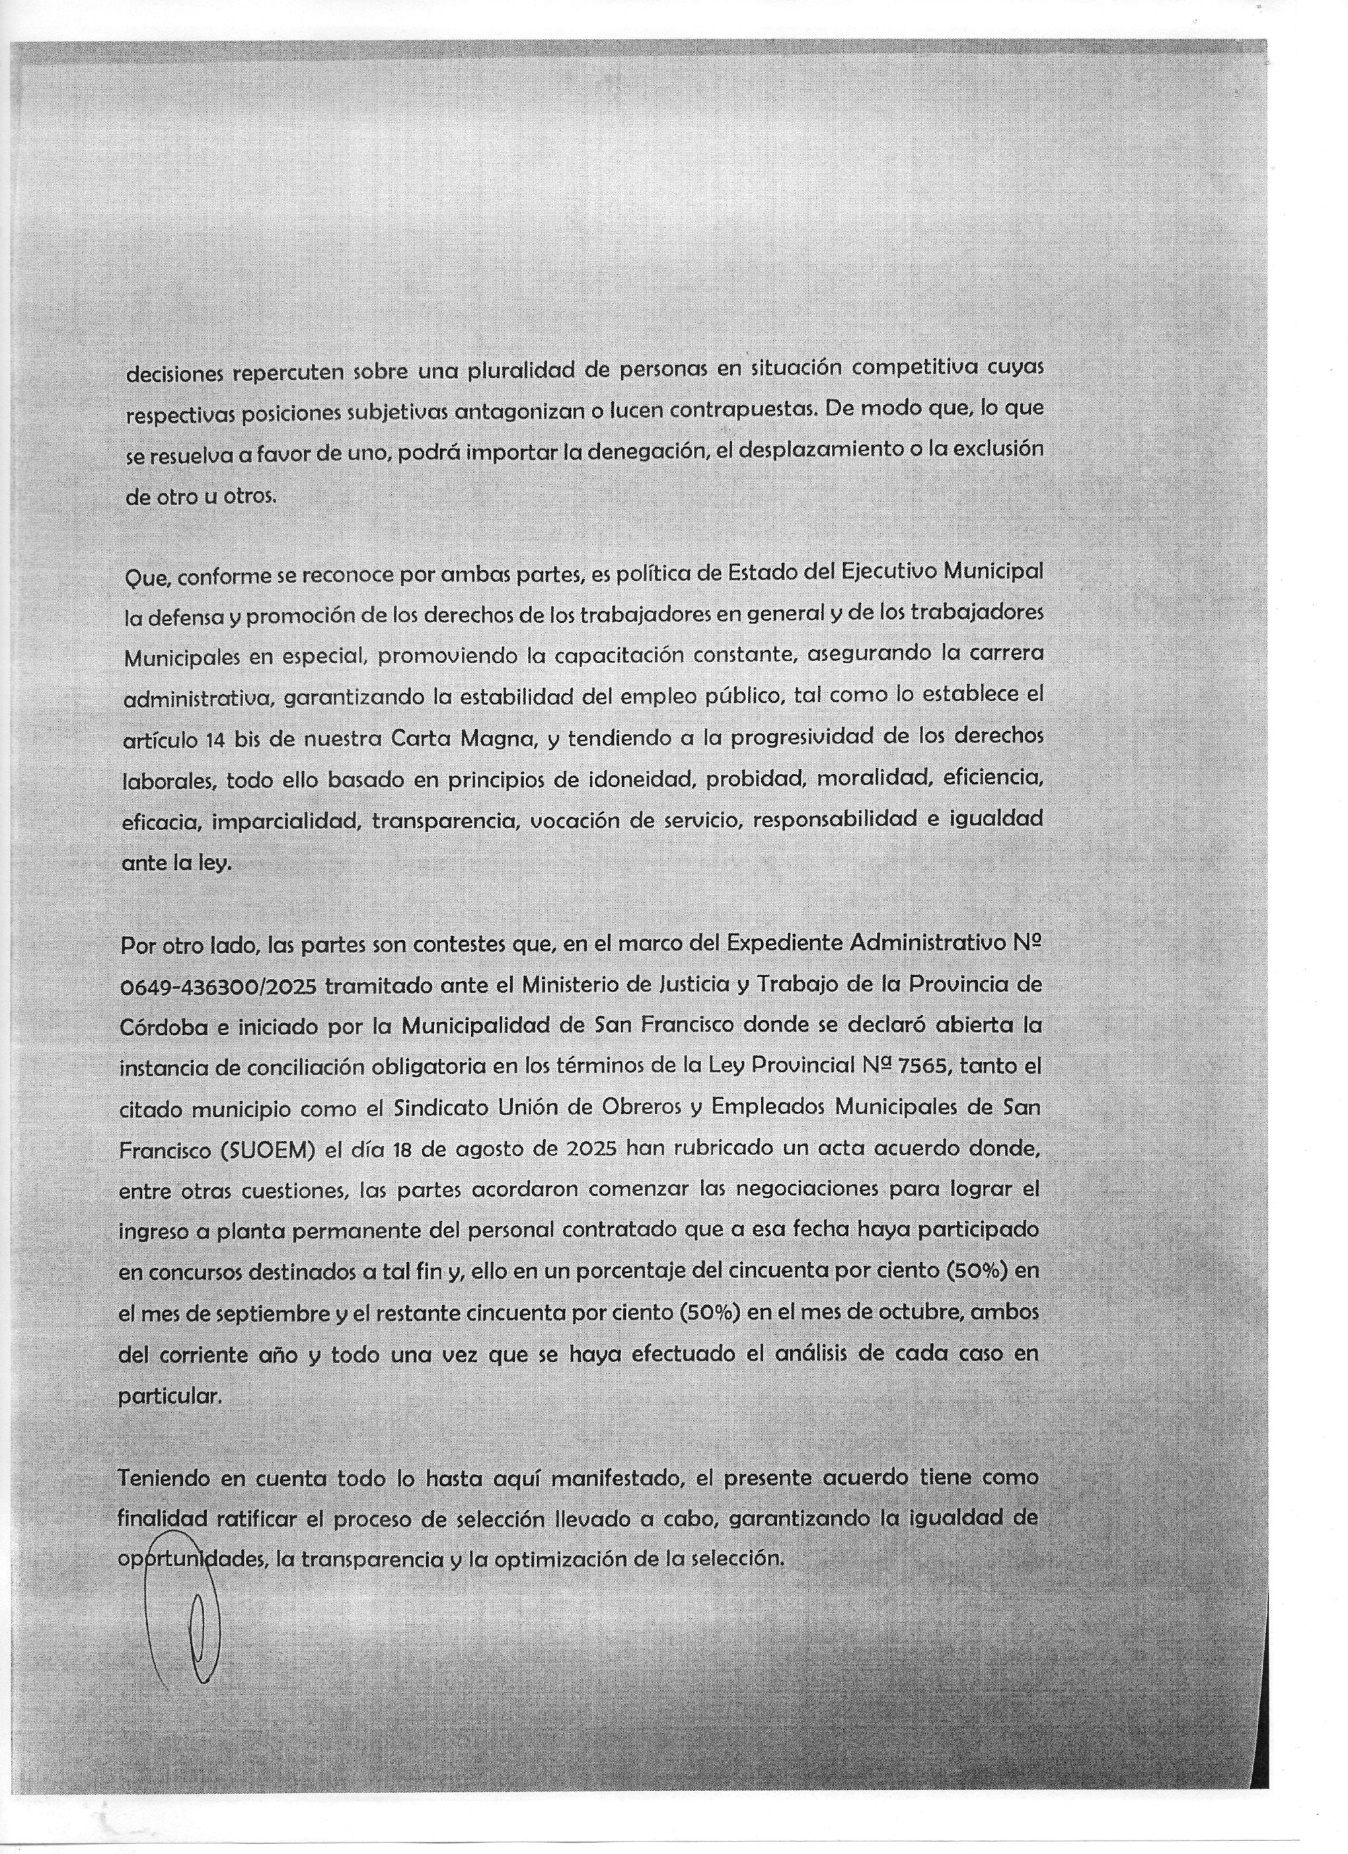 decisiones repercuten sobre una pluralidad de personas en situación competitiva cuyas
respectivas posiciones subjetivas antagonizan o lucen contrapuestas. De modo que, lo que
se resuelva a favor de uno, podrá importar la denegación, el desplazamiento o la exclusión
de otro u otros.
Que, conforme se reconoce por ambas partes, es política de Estado del Ejecutivo Municipal
la defensa y promoción de los derechos de los trabajadores en general y de los trabajadores
Municipales en especial, promoviendo la capacitación constante, asegurando la carrera
administrativa, garantizando la estabilidad del empleo público, tal como lo establece el
artículo 14 bis de nuestra Carta Magna, y tendiendo a la progresividad de los derechos
laborales, todo ello basado en principios de idoneidad, probidad, moralidad, eficiencia,
eficacia, imparcialidad, transparencia, vocación de servicio, responsabilidad e igualdad
ante la ley.
Por otro lado, las partes son contestes que, en el marco del Expediente Administrativo Nº
0649-436300/2025 tramitado ante el Ministerio de Justicia y Trabajo de la Provincia de
Córdoba e iniciado por la Municipalidad de San Francisco donde se declaró abierta la
instancia de conciliación obligatoria en los términos de la Ley Provincial Nª 7565, tanto el
citado municipio como el Sindicato Unión de Obreros y Empleados Municipales de San
Francisco (SUOEM) el día 18 de agosto de 2025 han rubricado un acta acuerdo donde,
entre otras cuestiones, las partes acordaron comenzar las negociaciones para lograr el
ingreso a planta permanente del personal contratado que a esa fecha haya participado
en concursos destinados a tal fin y, ello en un porcentaje del cincuenta por ciento (50%) en
el mes de septiembre y el restante cincuenta por ciento (50%) en el mes de octubre, ambos
del corriente año y todo una vez que se haya efectuado el análisis de cada caso en
particular.
Teniendo en cuenta todo lo hasta aquí manifestado, el presente acuerdo tiene como
finalidad ratificar el proceso de selección llevado a cabo, garantizando la igualdad de
oportunidades, la transparencia y la optimización de la selección.